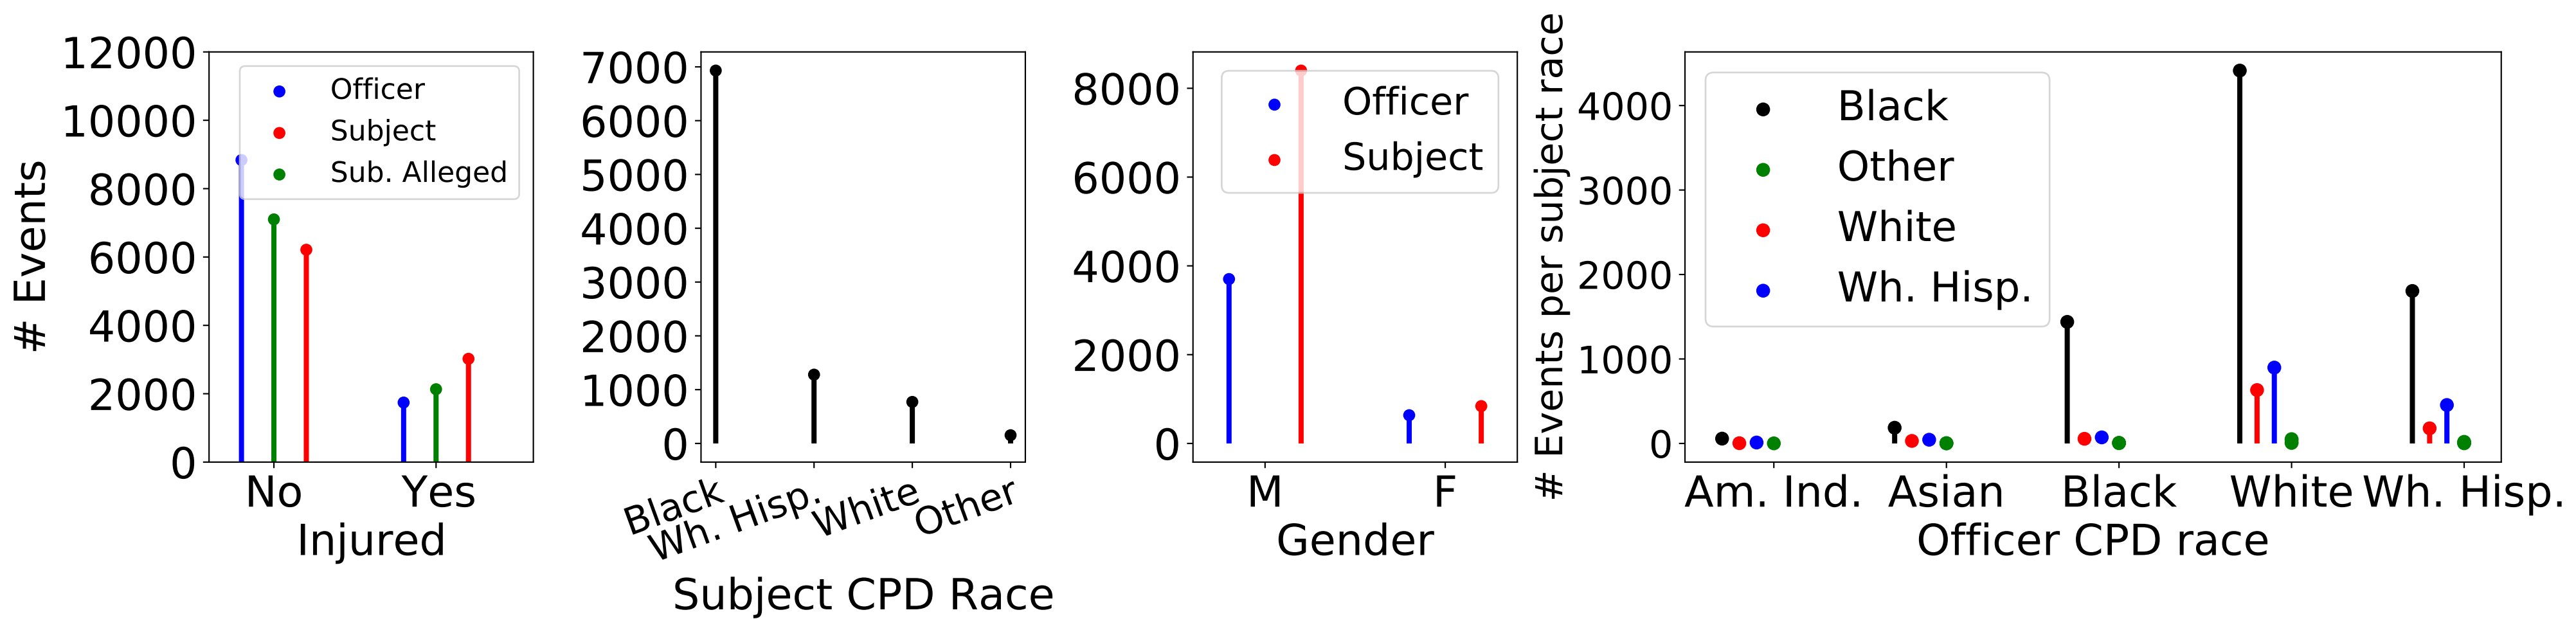 # Events
12000
10000
8000
6000
4000
2000
0
Officer
Subject
Sub. Alleged
No Yes
Injured
7000
6000
5000
4000
3000
2000
1000
0
Black
Wh. Hisp.
White
Other
Subject CPD Race
8000
6000
4000
2000
0
Officer
Subject
M F
Gender
# Events per subject race
4000
3000
2000
1000
0
Black
Other
White
Wh. Hisp.
Am. Ind. Asian Black White Wh. Hisp.
Officer CPD race